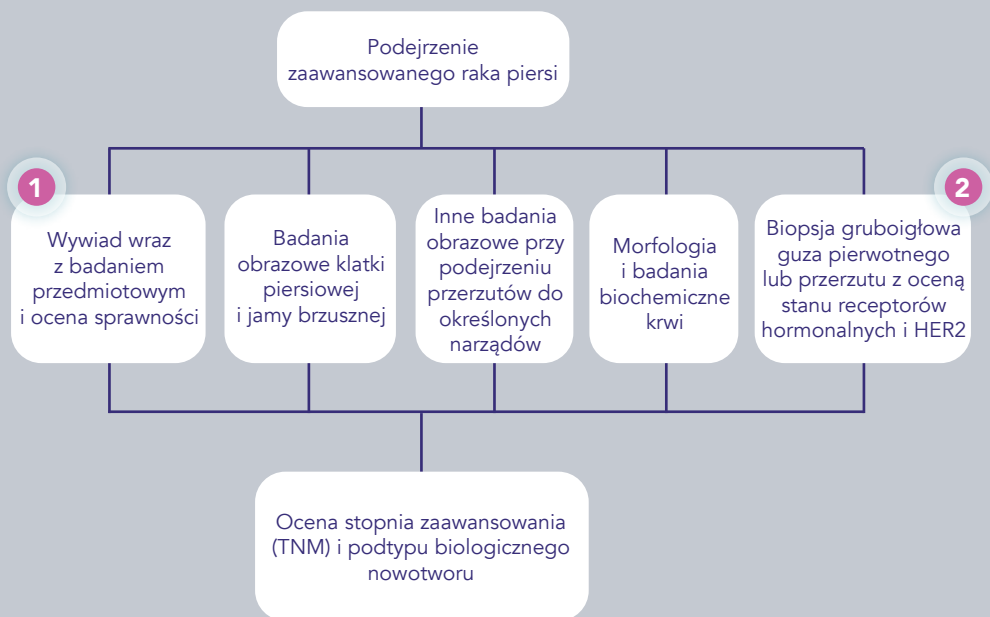 Podejrzenie
zaawansowanego raka piersi
1
Wywiad wraz
z badaniem
przedmiotowym
i ocena sprawności
Badania
obrazowe klatki
piersiowej
i jamy brzusznej
Inne badania
obrazowe przy
podejrzeniu
przerzutów do
określonych
narządów
Morfologia
i badania
biochemiczne
krwi
2
Biopsja gruboigłowa
guza pierwotnego
lub przerzutu z oceną
stanu receptorów
hormonalnych i HER2
Ocena stopnia zaawansowania
(TNM) i podtypu biologicznego
nowotworu